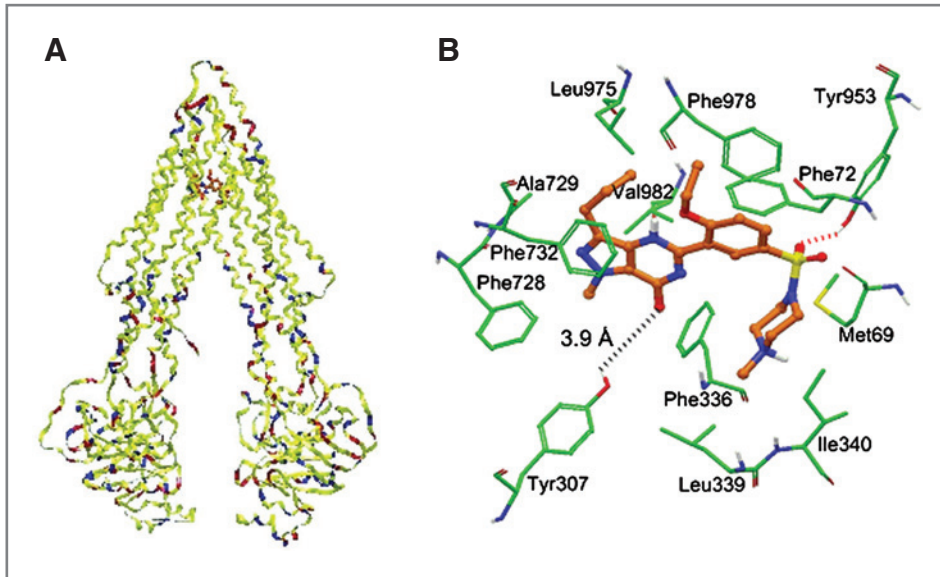 A
B
Leu975
Phe978
Tyr953
Phe72
Ala729
Val982
Phe732
Phe728
3.9 Å
Met69
Phe336
Ile340
Leu339
Tyr307